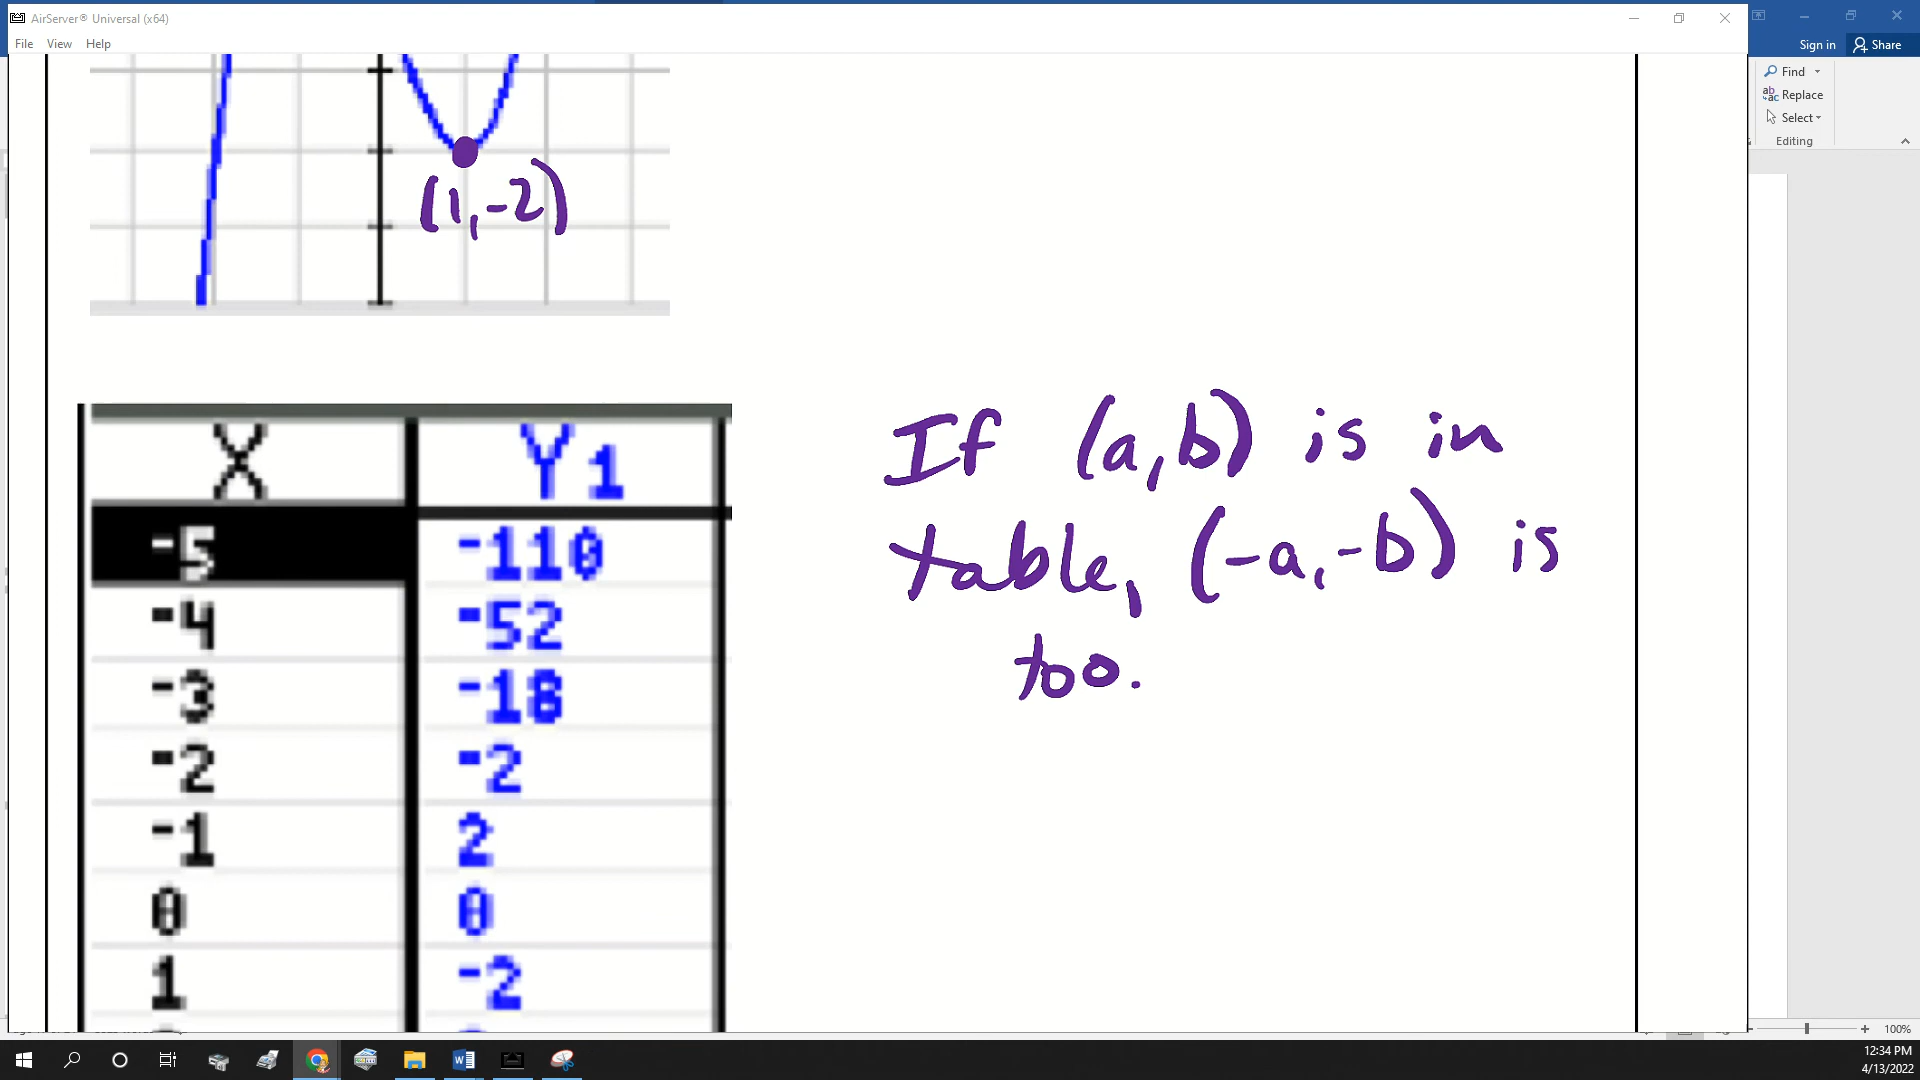 AirServer® Universal (x64)
File View Help
Sign in Share
Find
Replace
Select
Editing
(1,-2)
X Y1
-5 -110
-4 -52
-3 -18
-2 -2
-1 2
0 0
1 -2
If (a,b) is in
table, (-a,-b) is
too.
100%
12:34 PM
4/13/2022